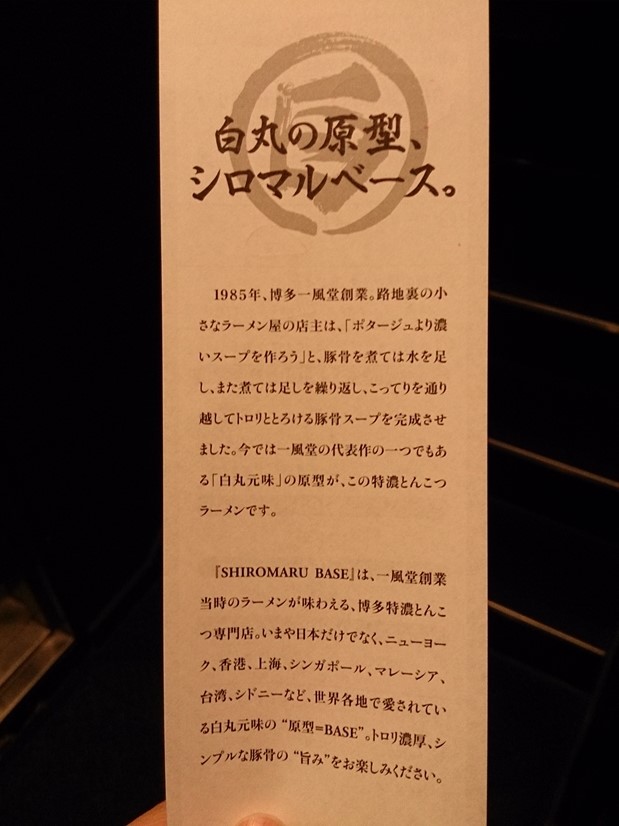 白丸の原型、
シロマルベース。
1985年、博多一風堂創業。路地裏の小
さなラーメン屋の店主は、「ポタージュより濃
いスープを作ろう」と、豚骨を煮ては水を足
し、また煮ては足しを繰り返し、こってりを通り
越してトロリととろける豚骨スープを完成させ
ました。今では一風堂の代表作の一つでもあ
る「白丸元味」の原型が、この特濃とんこつ
ラーメンです。
『SHIROMARU BASE』は、一風堂創業
当時のラーメンが味わえる、博多特濃とんこ
つ専門店。いまや日本だけでなく、ニューヨー
ク、香港、上海、シンガポール、マレーシア、
台湾、シドニーなど、世界各地で愛されてい
る白丸元味の“原型=BASE”。トロリ濃厚、シ
ンプルな豚骨の“旨み”をお楽しみください。